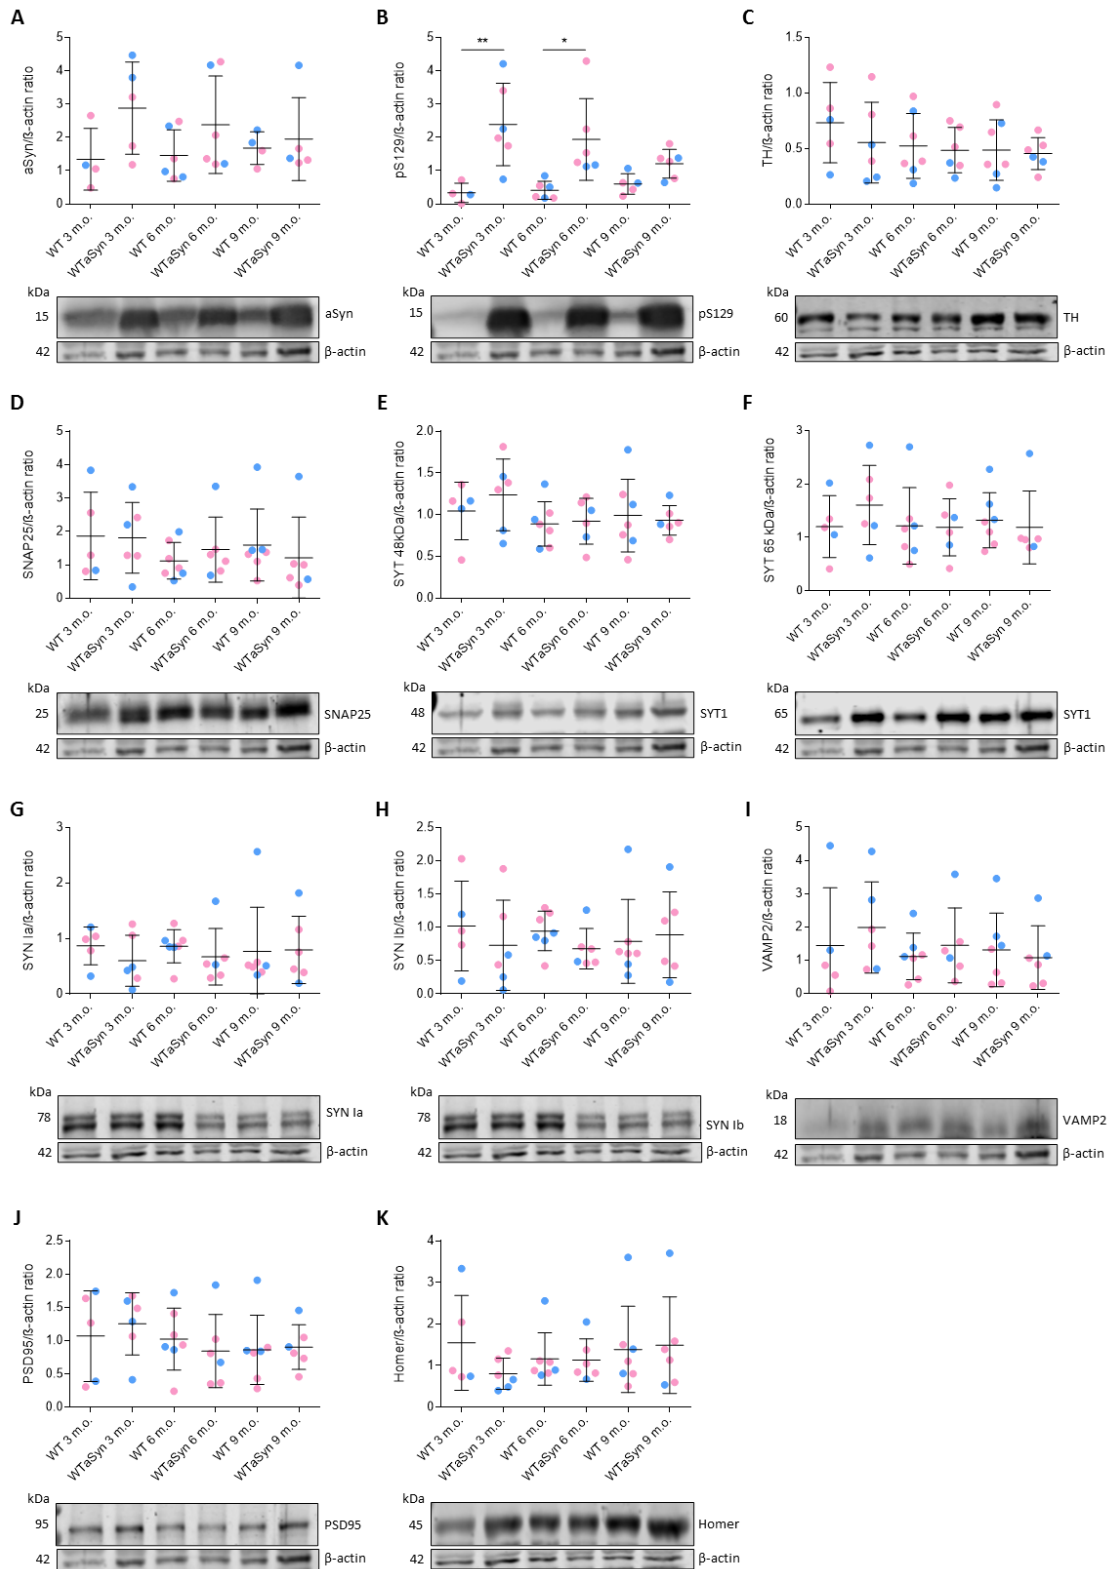 A
aSyn/ß-actin ratio
5
4
3
2
1
0
WT 3 m.o.
WTaSyn 3 m.o.
WT 6 m.o.
WTaSyn 6 m.o.
WT 9 m.o.
WTaSyn 9 m.o.
kDa
15
aSyn
42
β-actin
B
pS129/ß-actin ratio
5
4
3
2
1
0
**
*
WT 3 m.o.
WTaSyn 3 m.o.
WT 6 m.o.
WTaSyn 6 m.o.
WT 9 m.o.
WTaSyn 9 m.o.
kDa
15
pS129
42
β-actin
C
TH/ß-actin ratio
1.5
1.0
0.5
0.0
WT 3 m.o.
WTaSyn 3 m.o.
WT 6 m.o.
WTaSyn 6 m.o.
WT 9 m.o.
WTaSyn 9 m.o.
kDa
60
TH
42
β-actin
D
SNAP25/ß-actin ratio
5
4
3
2
1
0
WT 3 m.o.
WTaSyn 3 m.o.
WT 6 m.o.
WTaSyn 6 m.o.
WT 9 m.o.
WTaSyn 9 m.o.
kDa
25
SNAP25
42
β-actin
E
SYT 48kDa/ß-actin ratio
2.0
1.5
1.0
0.5
0.0
WT 3 m.o.
WTaSyn 3 m.o.
WT 6 m.o.
WTaSyn 6 m.o.
WT 9 m.o.
WTaSyn 9 m.o.
kDa
48
SYT1
42
β-actin
F
SYT 65 kDa/ß-actin ratio
3
2
1
0
WT 3 m.o.
WTaSyn 3 m.o.
WT 6 m.o.
WTaSyn 6 m.o.
WT 9 m.o.
WTaSyn 9 m.o.
kDa
65
SYT1
42
β-actin
G
SYN Ia/ß-actin ratio
3
2
1
0
WT 3 m.o.
WTaSyn 3 m.o.
WT 6 m.o.
WTaSyn 6 m.o.
WT 9 m.o.
WTaSyn 9 m.o.
kDa
78
SYN Ia
42
β-actin
H
SYN Ib/ß-actin ratio
2.5
2.0
1.5
1.0
0.5
0.0
WT 3 m.o.
WTaSyn 3 m.o.
WT 6 m.o.
WTaSyn 6 m.o.
WT 9 m.o.
WTaSyn 9 m.o.
kDa
78
SYN Ib
42
β-actin
I
VAMP2/ß-actin ratio
5
4
3
2
1
0
WT 3 m.o.
WTaSyn 3 m.o.
WT 6 m.o.
WTaSyn 6 m.o.
WT 9 m.o.
WTaSyn 9 m.o.
kDa
18
VAMP2
42
β-actin
J
PSD95/ß-actin ratio
2.5
2.0
1.5
1.0
0.5
0.0
WT 3 m.o.
WTaSyn 3 m.o.
WT 6 m.o.
WTaSyn 6 m.o.
WT 9 m.o.
WTaSyn 9 m.o.
kDa
95
PSD95
42
β-actin
K
Homer/ß-actin ratio
4
3
2
1
0
WT 3 m.o.
WTaSyn 3 m.o.
WT 6 m.o.
WTaSyn 6 m.o.
WT 9 m.o.
WTaSyn 9 m.o.
kDa
45
Homer
42
β-actin